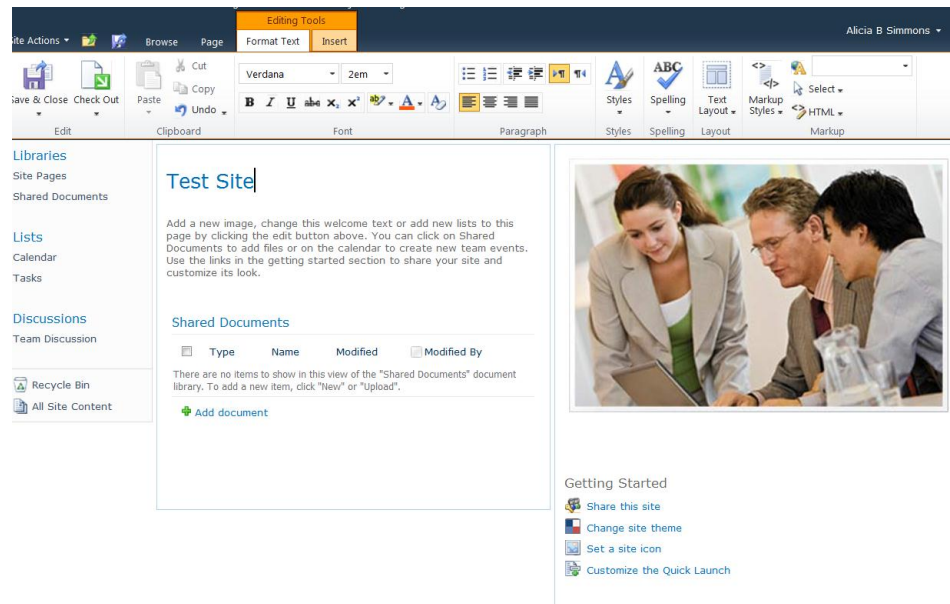 Editing Tools
Site Actions Browse Page Format Text Insert Alicia B Simmons
Save & Close Check Out Paste Cut Copy Undo Verdana 2em
B I U abc X₂ X² ab A A
Styles ABC Spelling Text Layout Markup Styles Select HTML
Edit Clipboard Font Paragraph Styles Spelling Layout Markup
Libraries
Site Pages
Shared Documents
Lists
Calendar
Tasks
Discussions
Team Discussion
Recycle Bin
All Site Content
Test Site
Add a new image, change this welcome text or add new lists to this
page by clicking the edit button above. You can click on Shared
Documents to add files or on the calendar to create new team events.
Use the links in the getting started section to share your site and
customize its look.
Shared Documents
Type Name Modified Modified By
There are no items to show in this view of the "Shared Documents" document
library. To add a new item, click "New" or "Upload".
Add document
Getting Started
Share this site
Change site theme
Set a site icon
Customize the Quick Launch